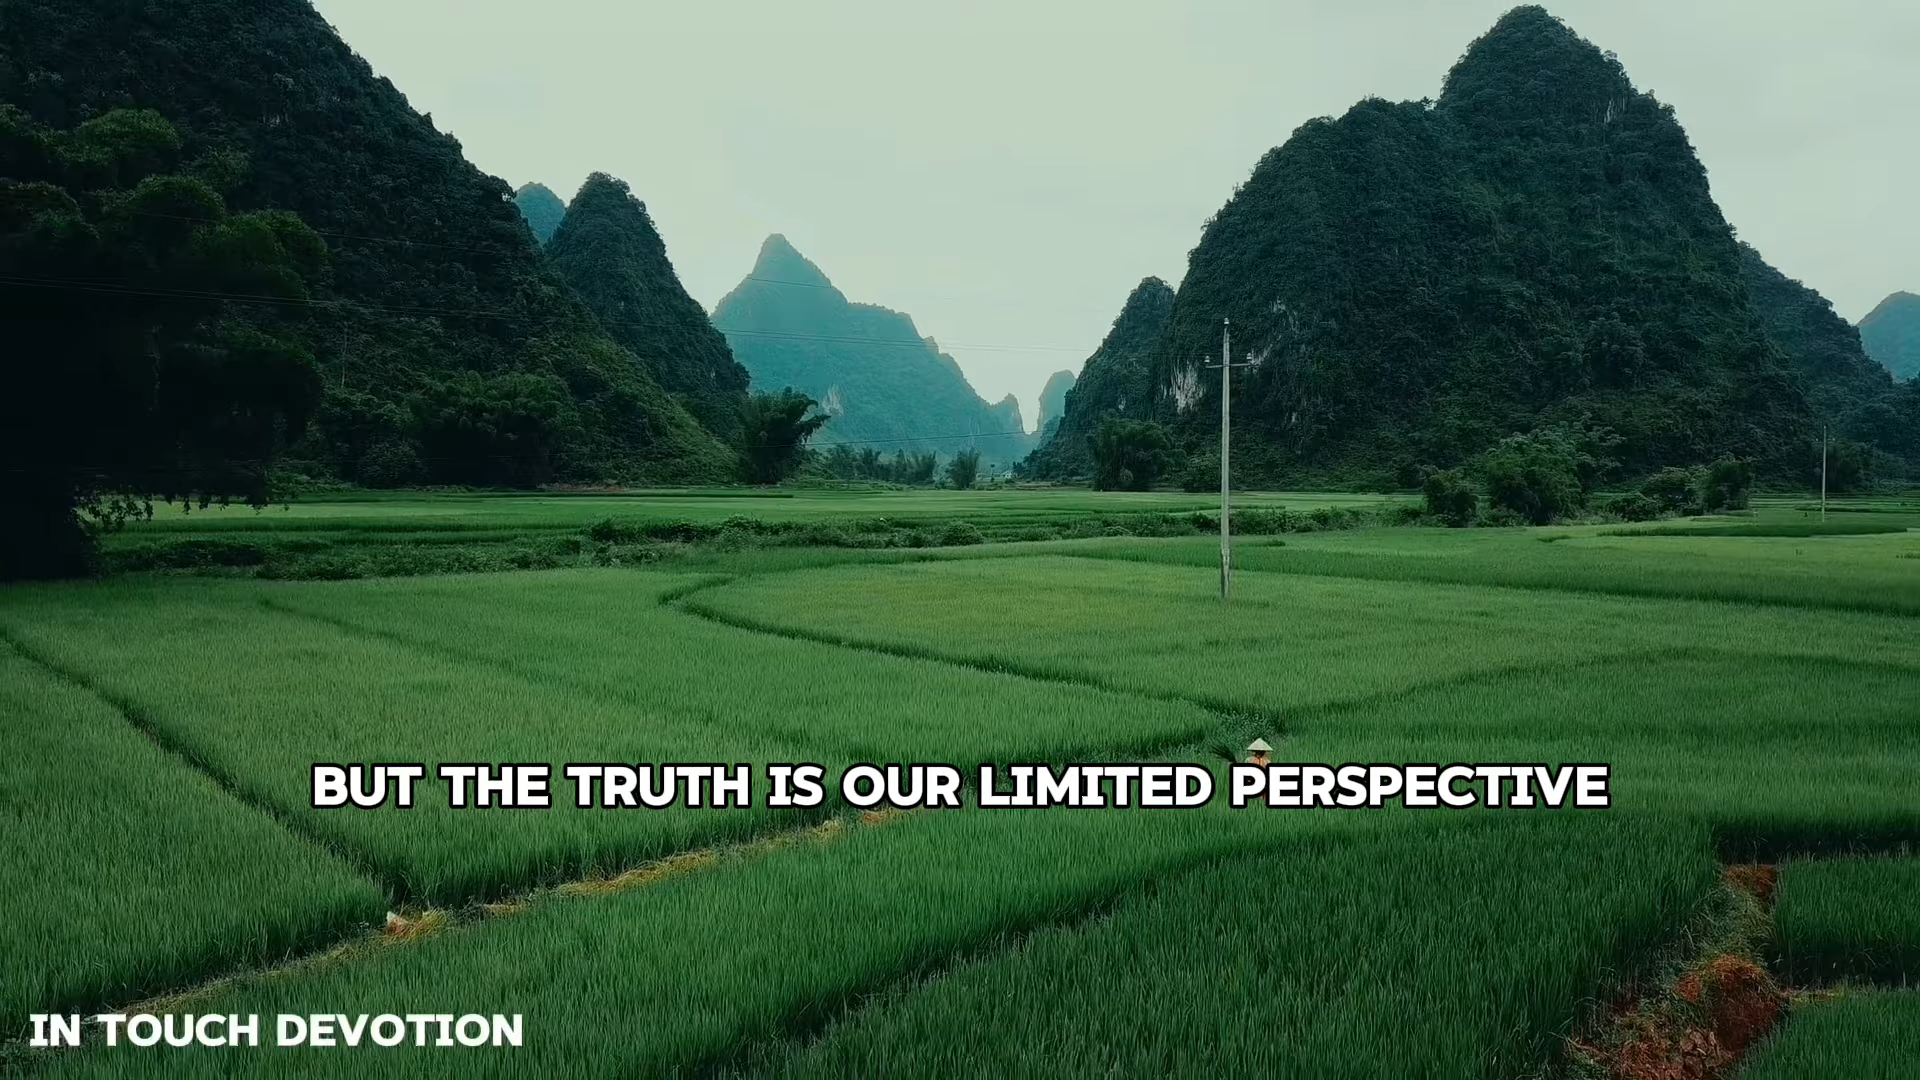 BUT THE TRUTH IS OUR LIMITED PERSPECTIVE
IN TOUCH DEVOTION